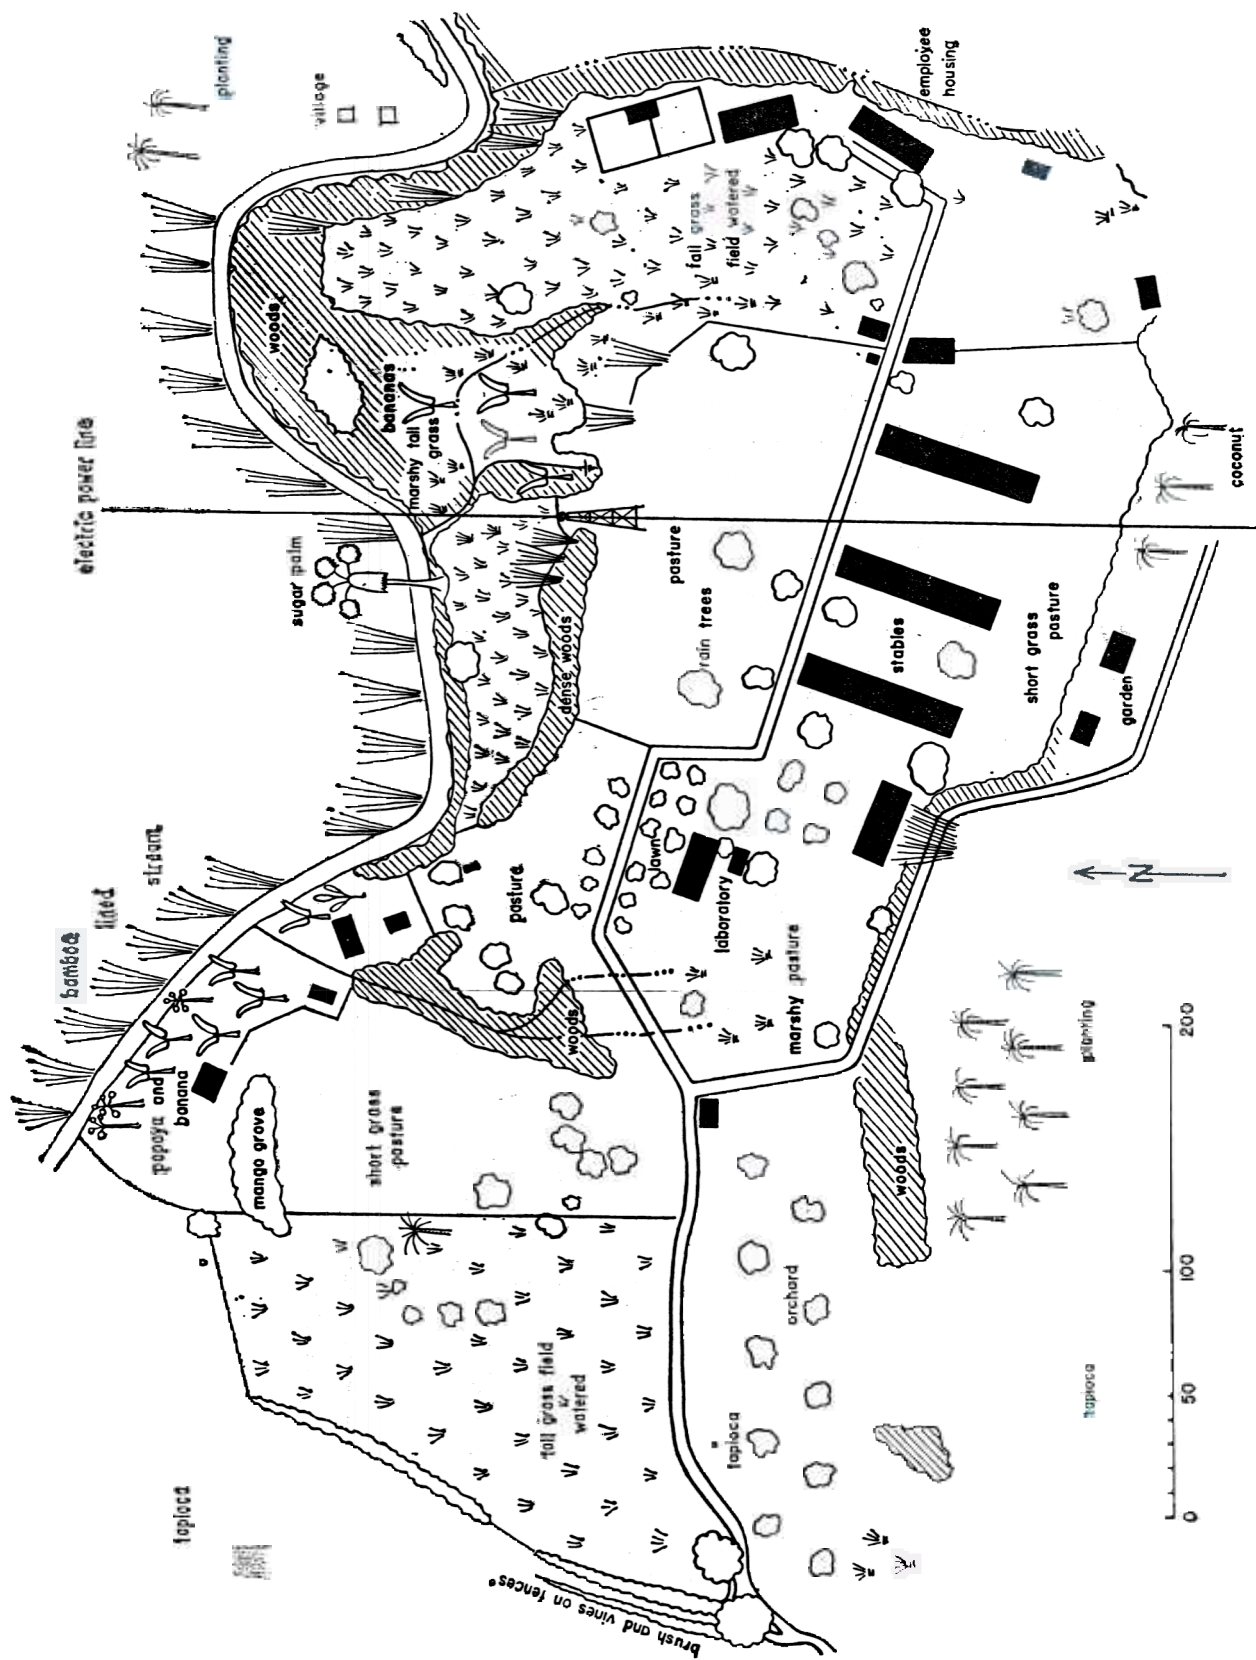 electric power line
bamboo
lined
stream
sugar palm
village
planting
employee
housing
woods
bananas
marshy tall
grass
tall grass
field watered
pasture
rain trees
dense woods
stables
short grass
pasture
garden
coconut
lawn
laboratory
pasture
marshy pasture
woods
papaya and
banana
mango grove
short grass
pasture
woods
planting
N
orchard
tapioca
tapioca
tall grass field
watered
tapioca
brush and vines on fences
0
50
100
200